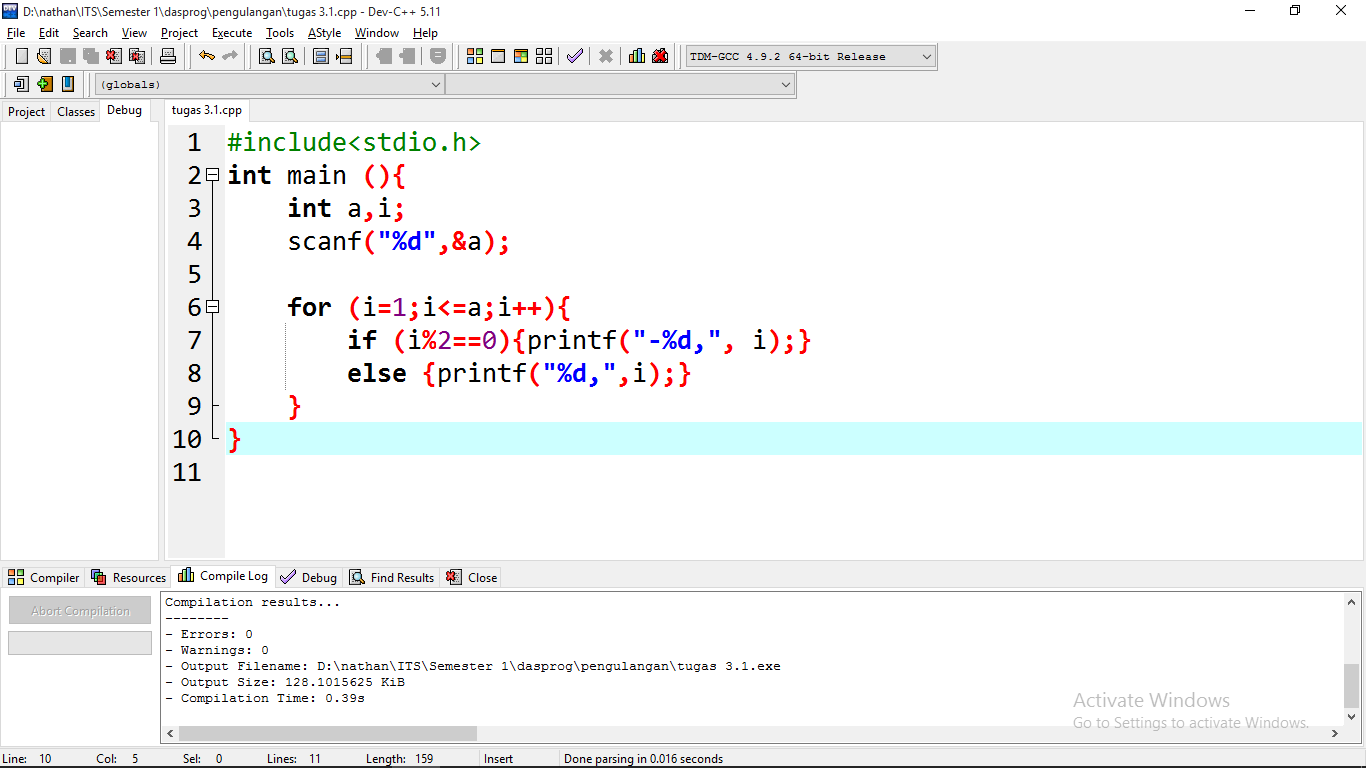 D:\nathan\ITS\Semester 1\dasprog\pengulangan\tugas 3.1.cpp - Dev-C++ 5.11
File Edit Search View Project Execute Tools AStyle Window Help
TDM-GCC 4.9.2 64-bit Release
(globals)
Project Classes Debug tugas 3.1.cpp
1 #include<stdio.h>
2 int main (){
3     int a,i;
4     scanf("%d",&a);
5
6     for (i=1;i<=a;i++){
7         if (i%2==0){printf("-%d,", i);}
8         else {printf("%d,",i);}
9     }
10 }
11
Compiler Resources Compile Log Debug Find Results Close
Abort Compilation
Compilation results...
--------
- Errors: 0
- Warnings: 0
- Output Filename: D:\nathan\ITS\Semester 1\dasprog\pengulangan\tugas 3.1.exe
- Output Size: 128.1015625 KiB
- Compilation Time: 0.39s
Activate Windows
Go to Settings to activate Windows.
Line: 10 Col: 5 Sel: 0 Lines: 11 Length: 159 Insert Done parsing in 0.016 seconds